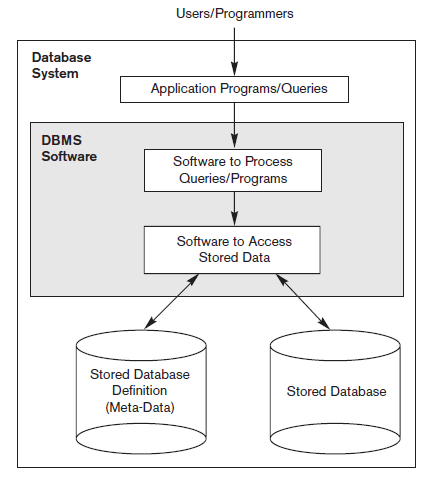 Users/Programmers
Database
System
Application Programs/Queries
DBMS
Software
Software to Process
Queries/Programs
Software to Access
Stored Data
Stored Database
Definition
(Meta-Data)
Stored Database